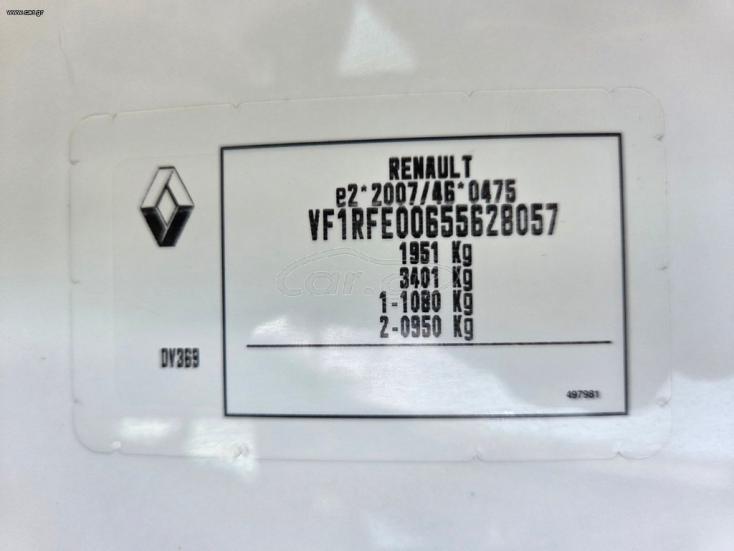 www.car.gr
RENAULT
e2*2007/46*0475
VF1RFE00655628057
1951 Kg
3401 Kg
1-1080 Kg
2-0950 Kg
DV369
497981